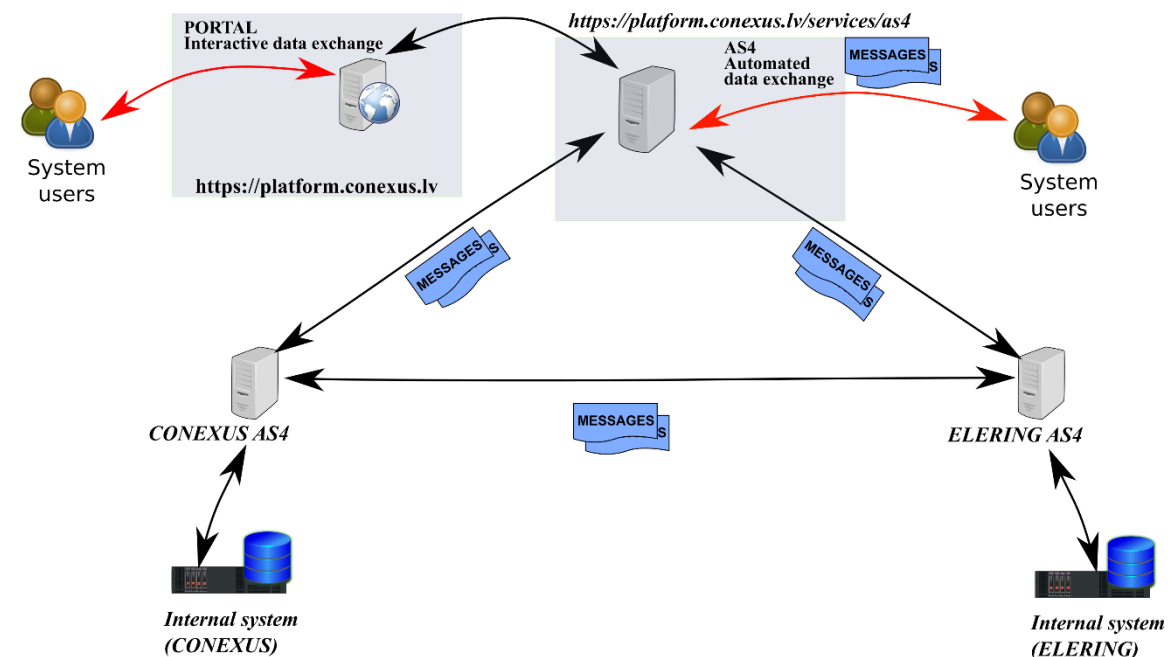 https://platform.conexus.lv/services/as4
PORTAL
Interactive data exchange
AS4
Automated
data exchange
MESSAGES
S
System
users
https://platform.conexus.lv
System
users
MESSAGES
S
MESSAGES
S
MESSAGES
S
CONEXUS AS4
ELERING AS4
Internal system
(CONEXUS)
Internal system
(ELERING)